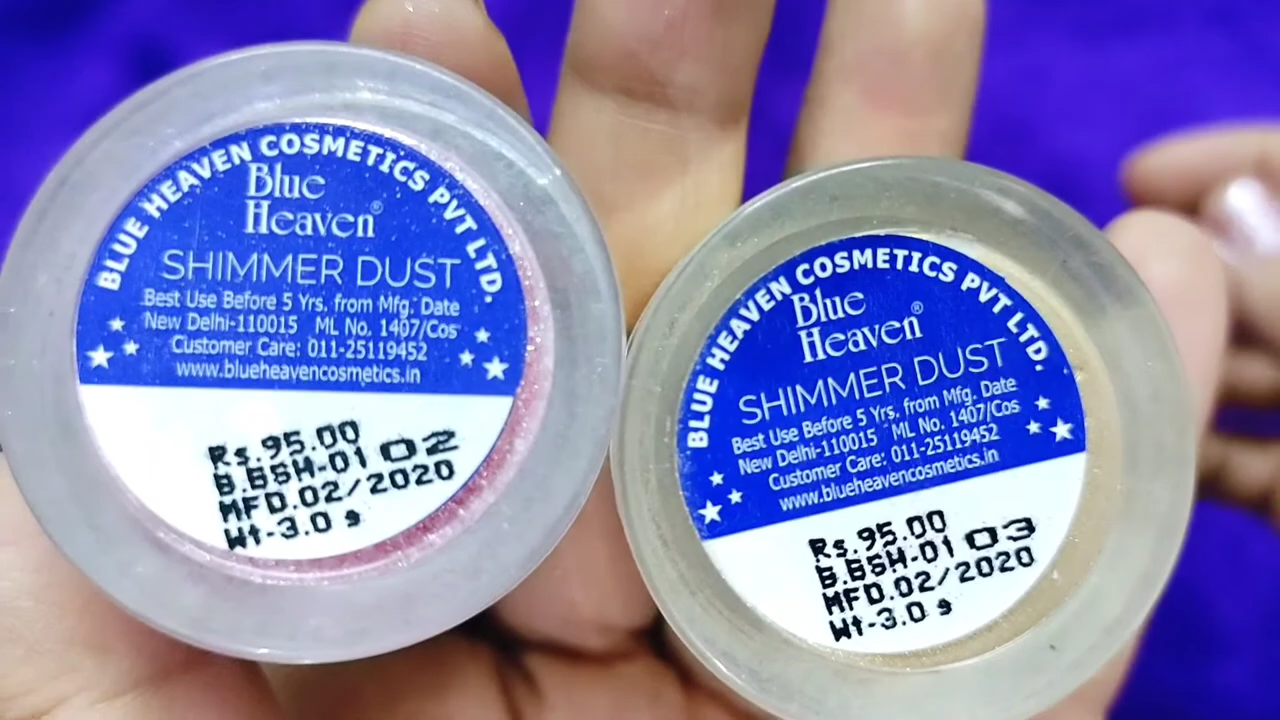 BLUE HEAVEN COSMETICS PVT LTD.
Blue
Heaven®
SHIMMER DUST
Best Use Before 5 Yrs. from Mfg. Date
New Delhi-110015 ML No. 1407/Cos
Customer Care: 011-25119452
www.blueheavencosmetics.in
Rs.95.00
B.BSH-01 02
MFD.02/2020
Wt-3.0 g
BLUE HEAVEN COSMETICS PVT LTD.
Blue
Heaven®
SHIMMER DUST
Best Use Before 5 Yrs. from Mfg. Date
New Delhi-110015 ML No. 1407/Cos
Customer Care: 011-25119452
www.blueheavencosmetics.in
Rs.95.00
B.BSH-01 03
MFD.02/2020
Wt-3.0 g